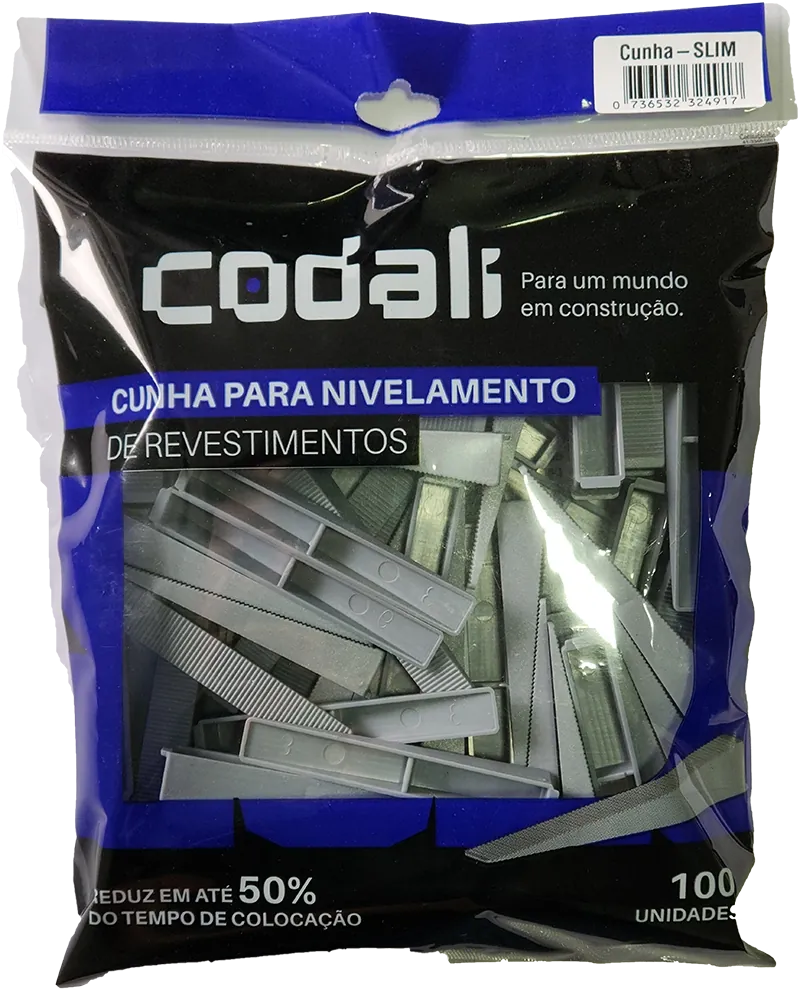 Cunha – SLIM
0 736532 324917
codali
Para um mundo
em construção.
CUNHA PARA NIVELAMENTO
DE REVESTIMENTOS
REDUZ EM ATÉ 50%
DO TEMPO DE COLOCAÇÃO
100
UNIDADES